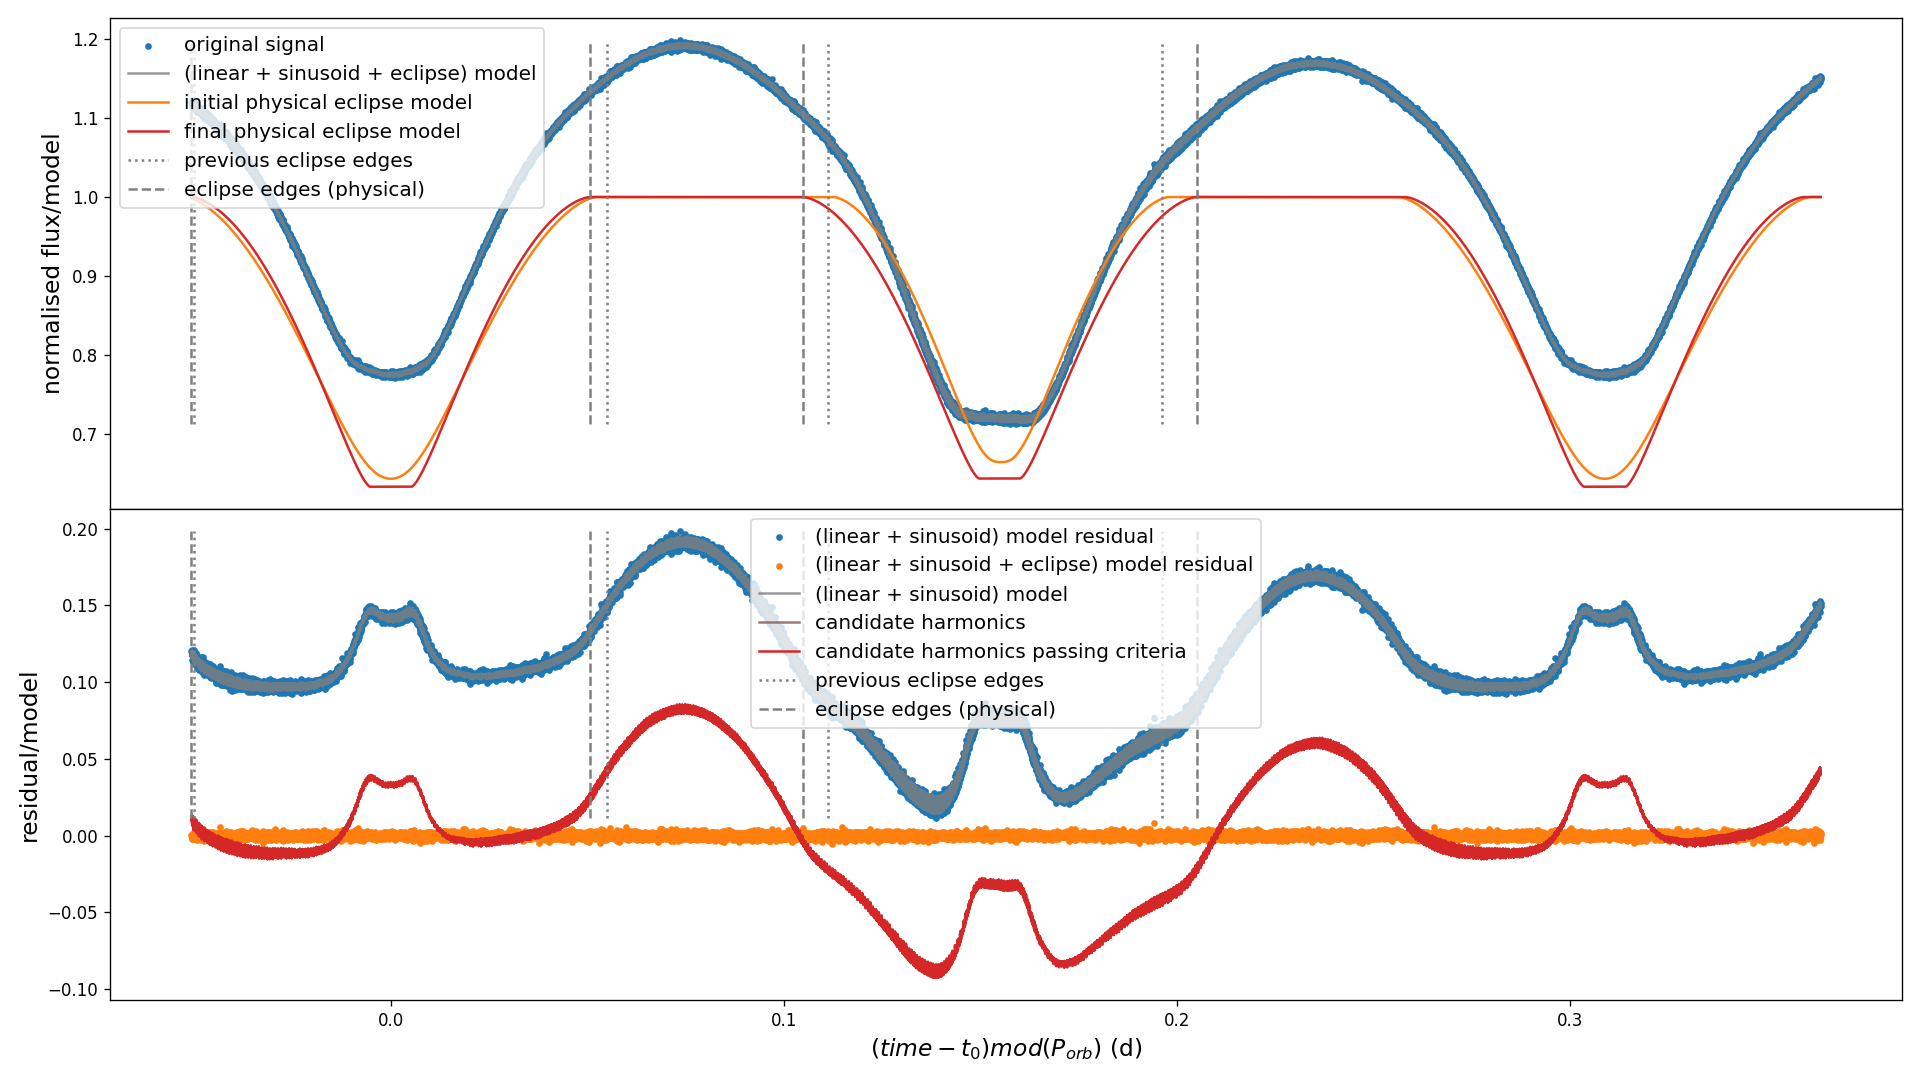 original signal
(linear + sinusoid + eclipse) model
initial physical eclipse model
final physical eclipse model
previous eclipse edges
eclipse edges (physical)
normalised flux/model
1.2
1.1
1.0
0.9
0.8
0.7
(linear + sinusoid) model residual
(linear + sinusoid + eclipse) model residual
(linear + sinusoid) model
candidate harmonics
candidate harmonics passing criteria
previous eclipse edges
eclipse edges (physical)
residual/model
0.20
0.15
0.10
0.05
0.00
−0.05
−0.10
0.0 0.1 0.2 0.3
(time − t₀)mod(Pₒᵣb) (d)